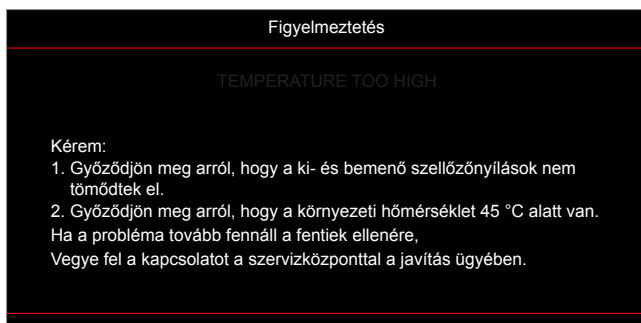 Figyelmeztetés
TEMPERATURE TOO HIGH
Kérem:
1. Győződjön meg arról, hogy a ki- és bemenő szellőzőnyílások nem
tömődtek el.
2. Győződjön meg arról, hogy a környezeti hőmérséklet 45 °C alatt van.
Ha a probléma tovább fennáll a fentiek ellenére,
Vegye fel a kapcsolatot a szervizközponttal a javítás ügyében.